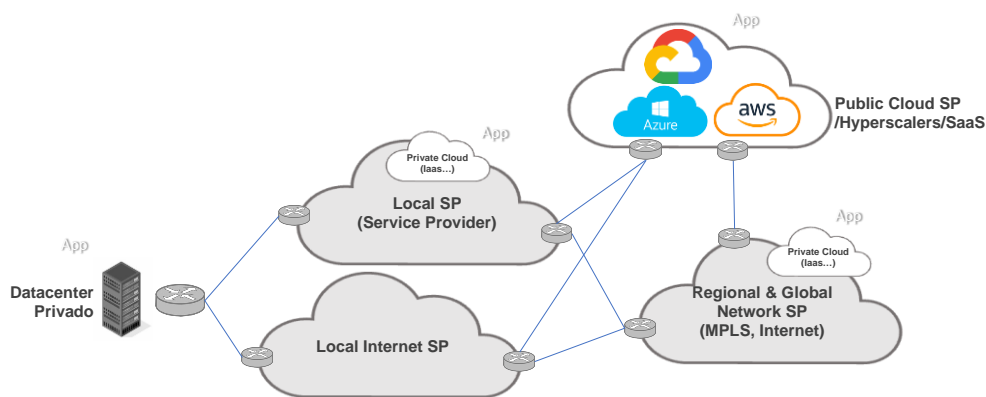 App
aws
Azure
Public Cloud SP
/Hyperscalers/SaaS
App
Private Cloud
(Iaas…)
Local SP
(Service Provider)
App
Private Cloud
(Iaas…)
Regional & Global
Network SP
(MPLS, Internet)
App
Datacenter
Privado
Local Internet SP